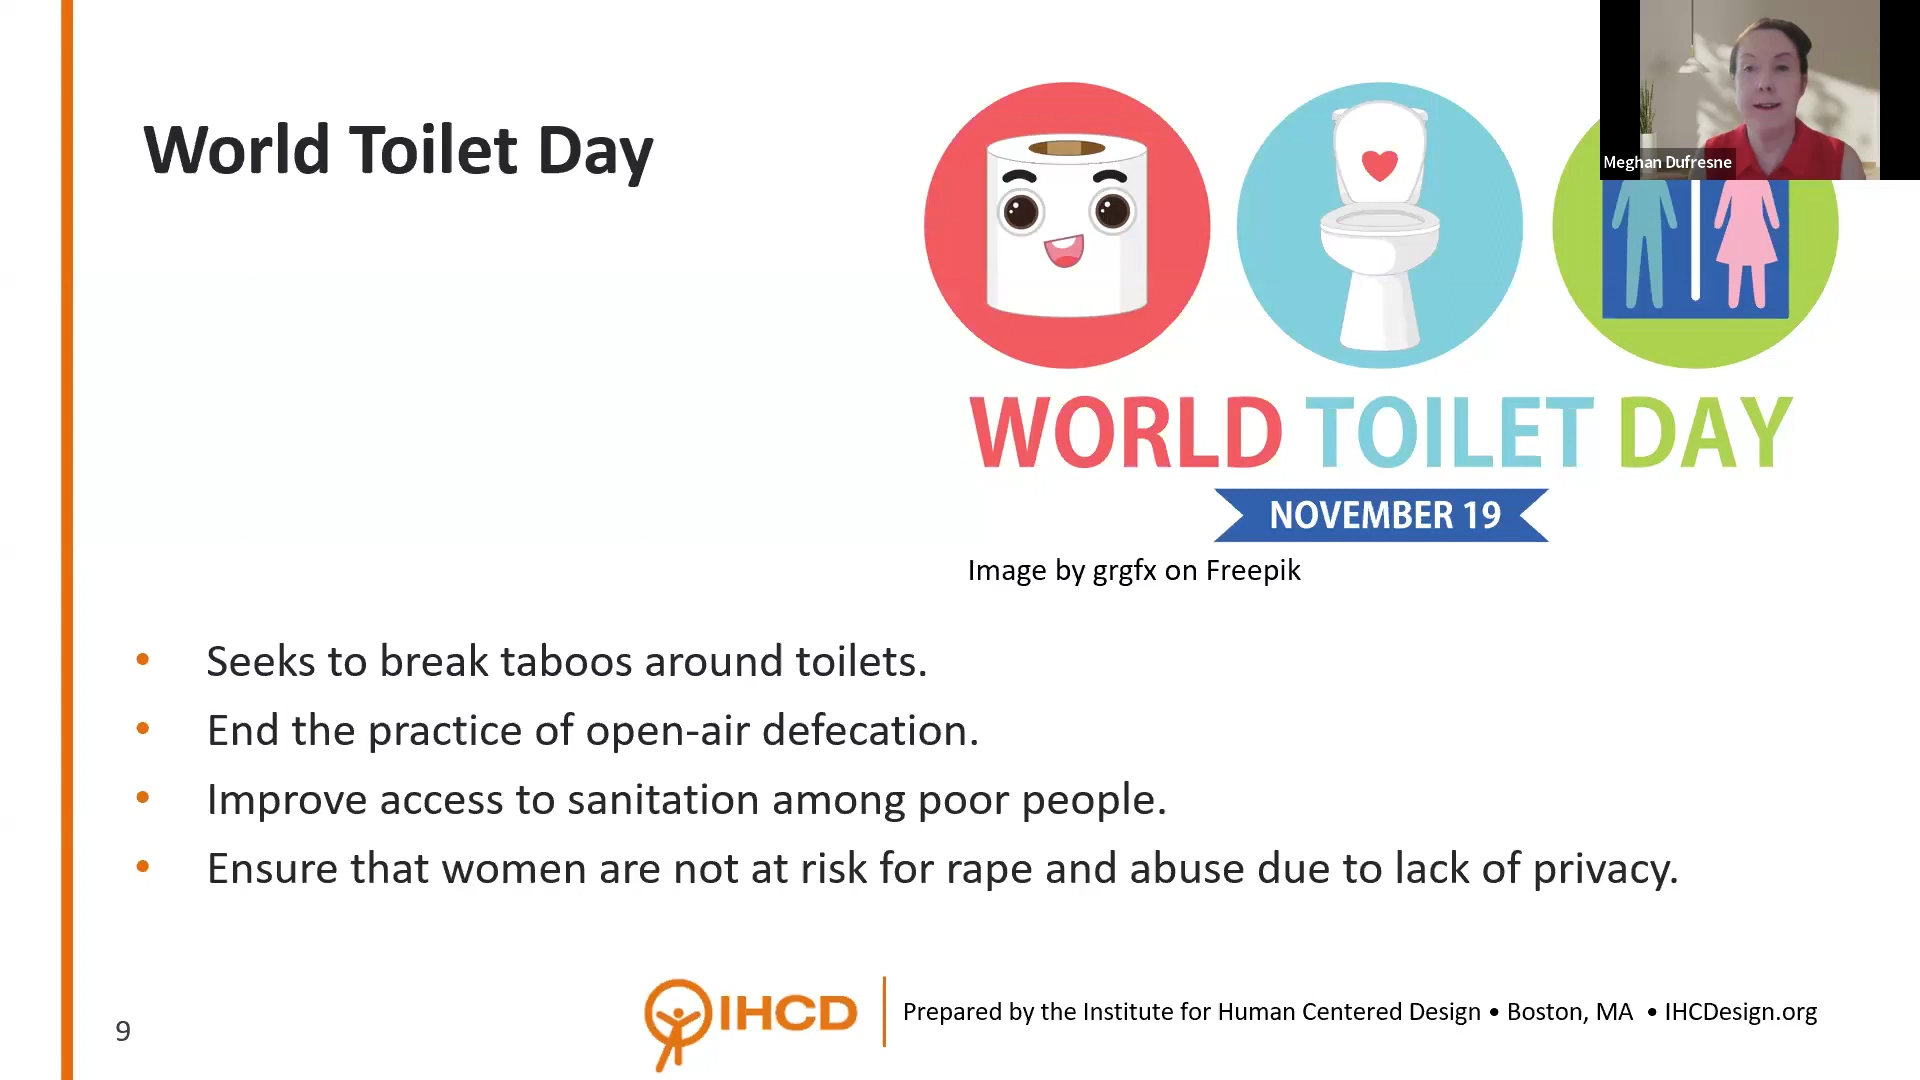 World Toilet Day
Meghan Dufresne
WORLD TOILET DAY
NOVEMBER 19
Image by grgfx on Freepik
• Seeks to break taboos around toilets.
• End the practice of open-air defecation.
• Improve access to sanitation among poor people.
• Ensure that women are not at risk for rape and abuse due to lack of privacy.
9
IHCD
Prepared by the Institute for Human Centered Design • Boston, MA • IHCDesign.org